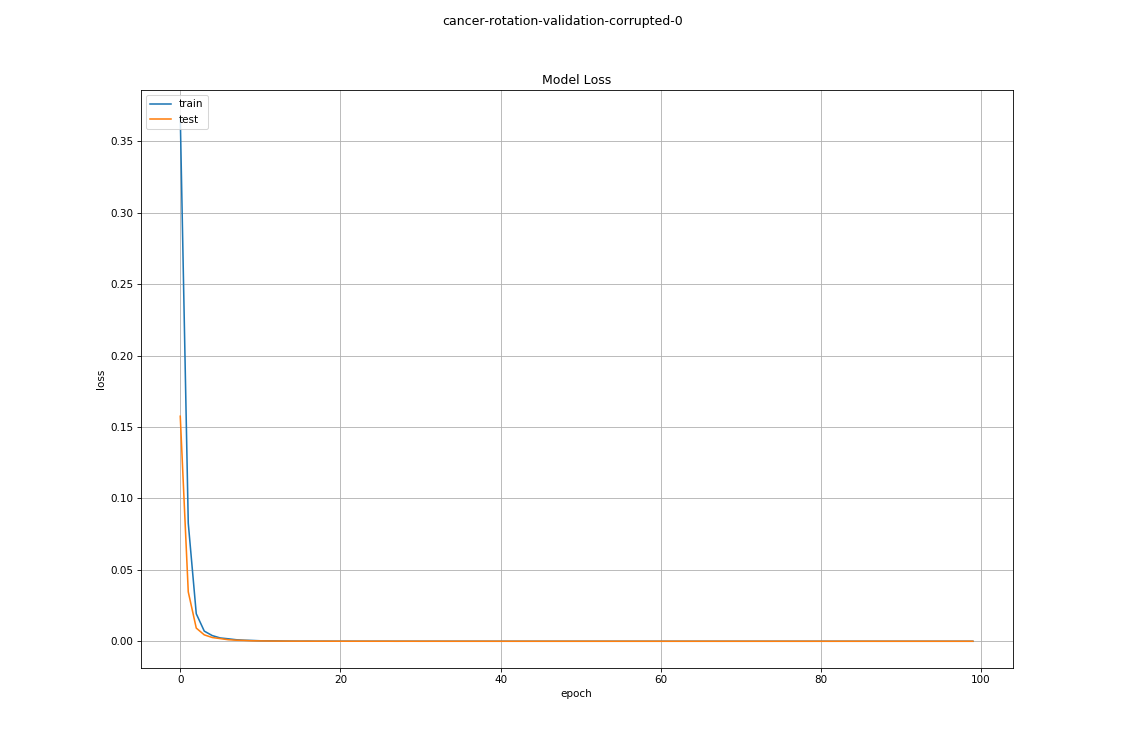 cancer-rotation-validation-corrupted-0
Model Loss
train
test
0.35
0.30
0.25
0.20
0.15
0.10
0.05
0.00
loss
0 20 40 60 80 100
epoch